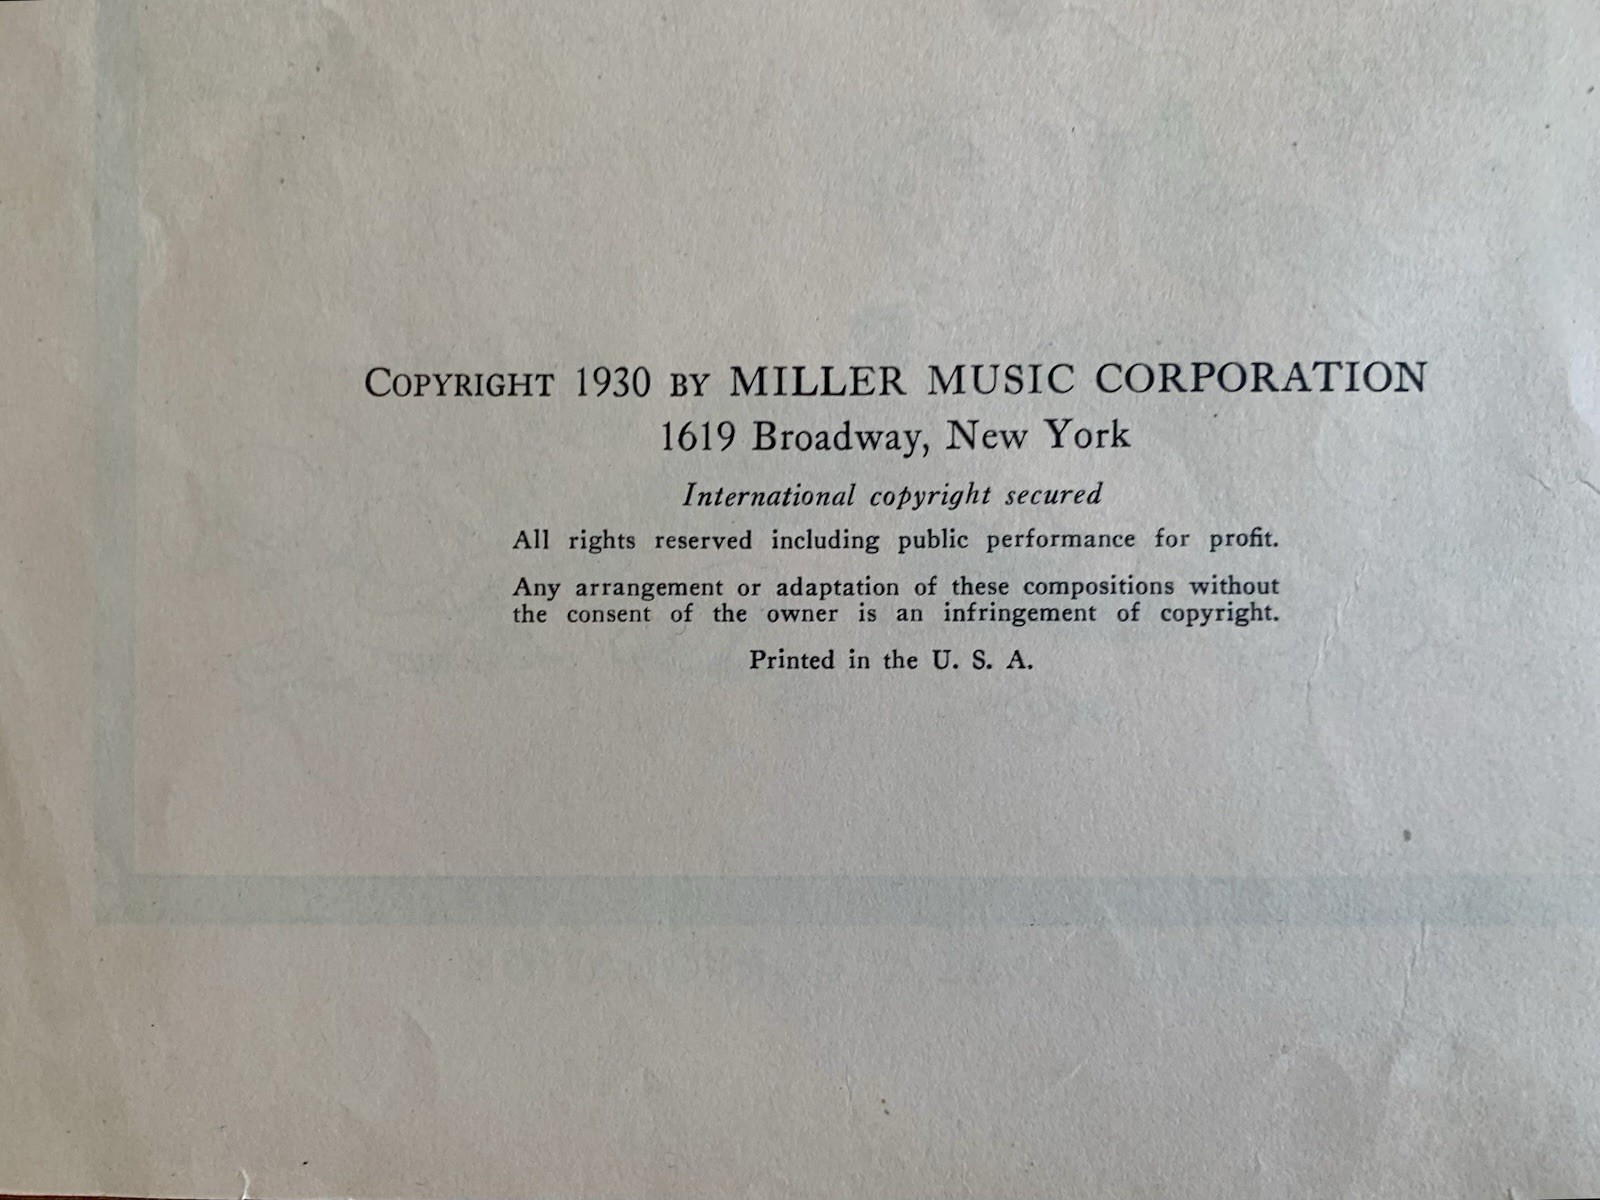 COPYRIGHT 1930 BY MILLER MUSIC CORPORATION
1619 Broadway, New York
International copyright secured
All rights reserved including public performance for profit.
Any arrangement or adaptation of these compositions without
the consent of the owner is an infringement of copyright.
Printed in the U. S. A.